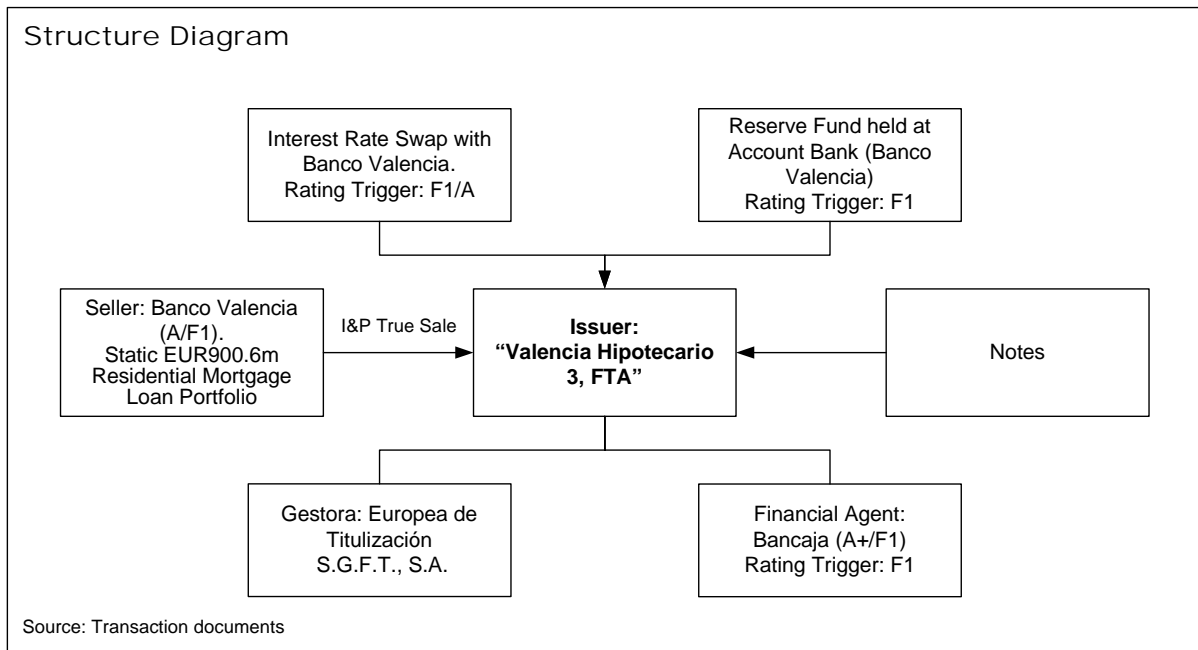 Structure Diagram
Interest Rate Swap with
Banco Valencia.
Rating Trigger: F1/A
Reserve Fund held at
Account Bank (Banco
Valencia)
Rating Trigger: F1
Seller: Banco Valencia
(A/F1).
Static EUR900.6m
Residential Mortgage
Loan Portfolio
I&P True Sale
Issuer:
“Valencia Hipotecario
3, FTA”
Notes
Gestora: Europea de
Titulización
S.G.F.T., S.A.
Financial Agent:
Bancaja (A+/F1)
Rating Trigger: F1
Source: Transaction documents